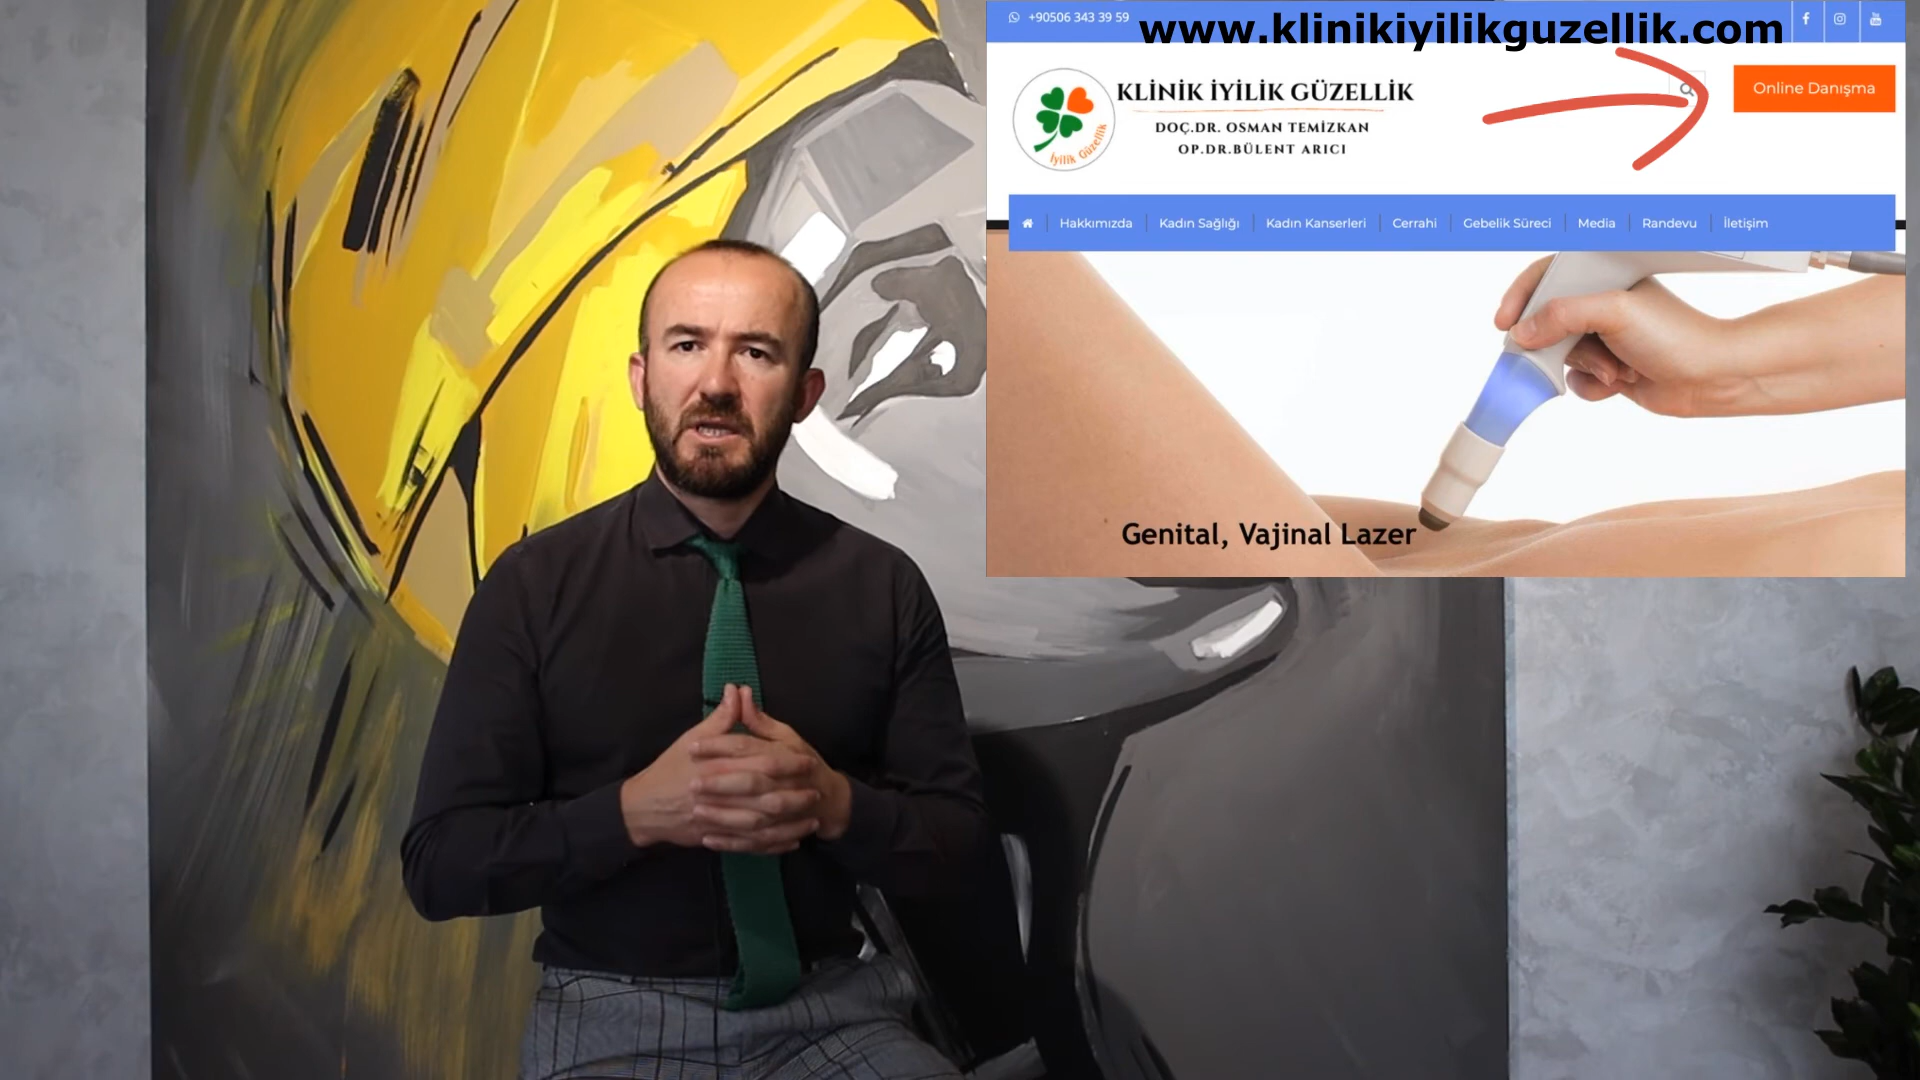 +90506 343 39 59
www.klinikiyilikguzellik.com
Online Danışma
İyilik Güzellik
KLİNİK İYİLİK GÜZELLİK
DOÇ.DR. OSMAN TEMİZKAN
OP.DR.BÜLENT ARICI
Hakkımızda Kadın Sağlığı Kadın Kanserleri Cerrahi Gebelik Süreci Media Randevu İletişim
Genital, Vajinal Lazer